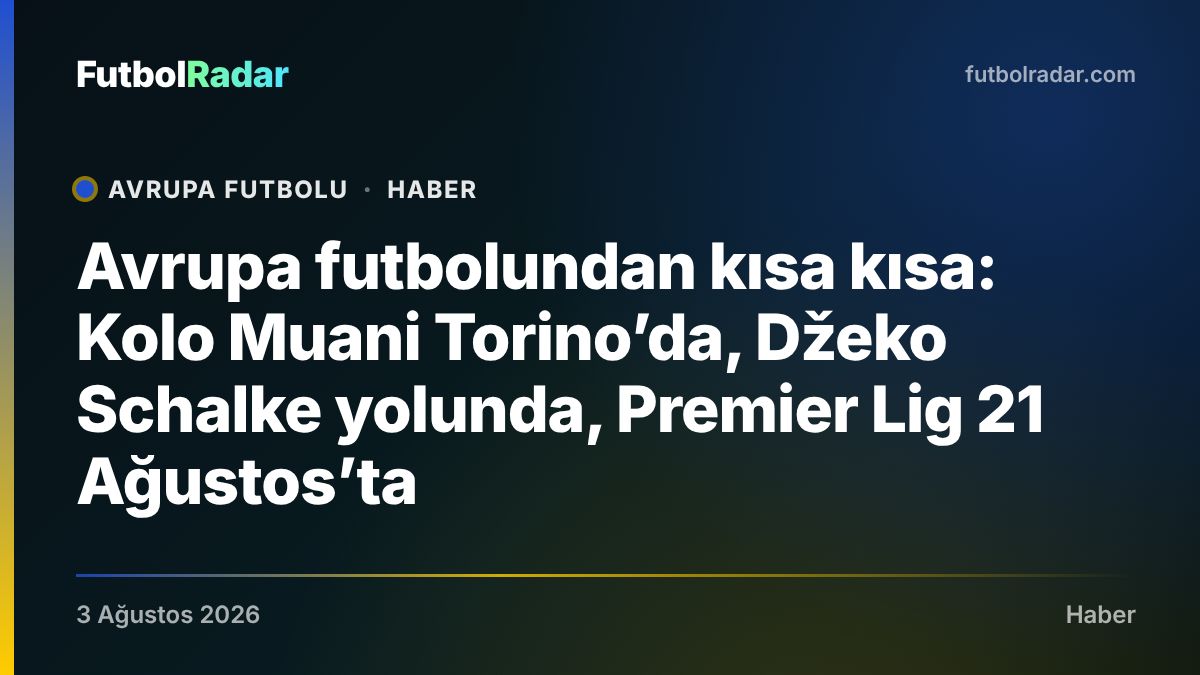 FutbolRadar
futbolradar.com
AVRUPA FUTBOLU · HABER
Avrupa futbolundan kısa kısa:
Kolo Muani Torino’da, Džeko
Schalke yolunda, Premier Lig 21
Ağustos’ta
3 Ağustos 2026
Haber